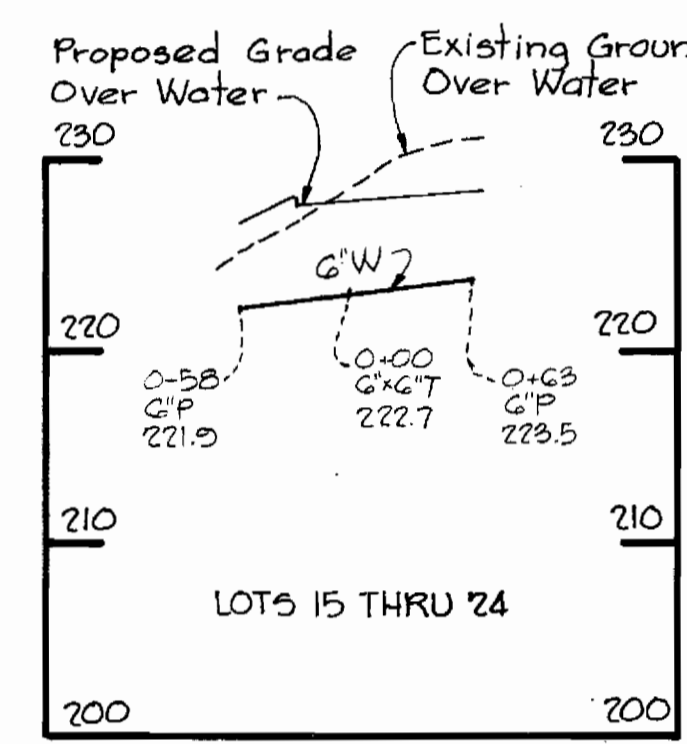 Proposed Grade
Over Water
Existing Groun
Over Water
230
230
6"W
220
220
0-58
6"P
221.9
0+00
6"x6"T
222.7
0+63
6"P
223.5
210
210
LOTS 15 THRU 24
200
200